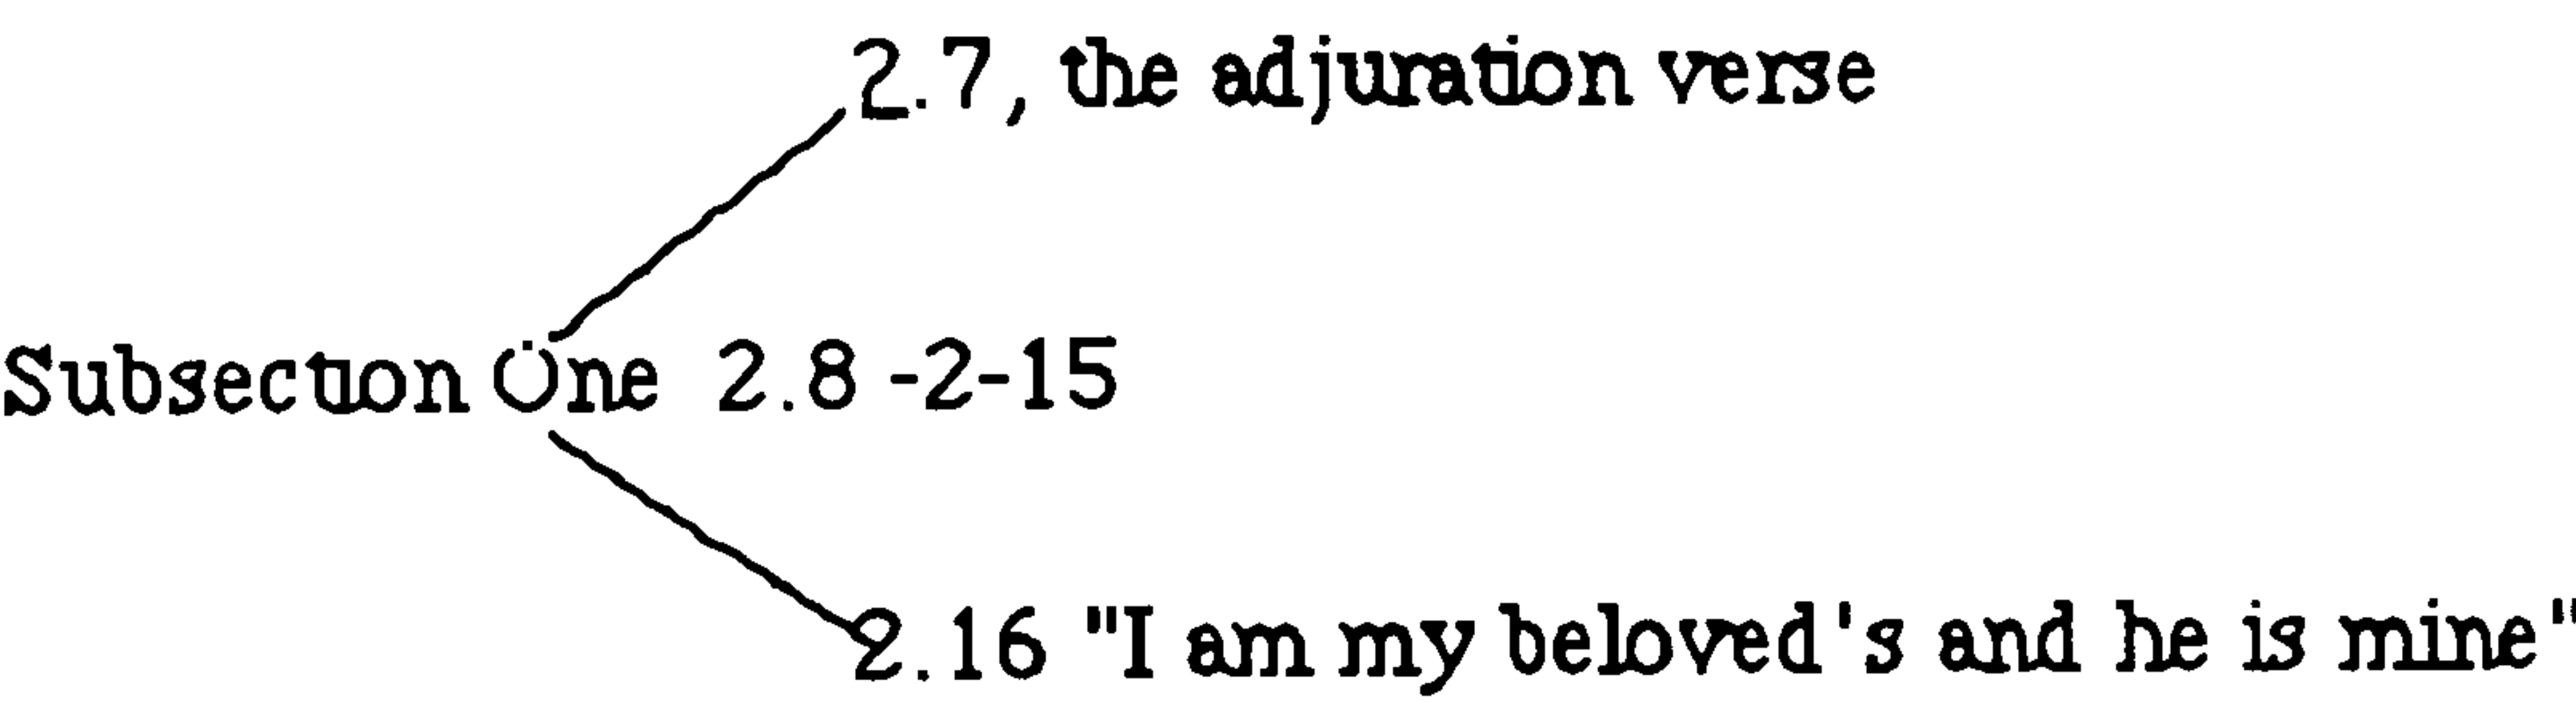 2.7, the adjuration verse
Subsection One 2.8 -2-15
2.16 "I am my beloved's and he is mine"